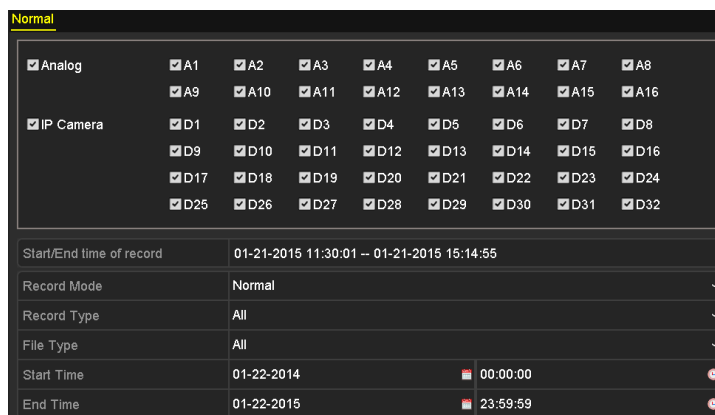 Normal
Analog A1 A2 A3 A4 A5 A6 A7 A8
A9 A10 A11 A12 A13 A14 A15 A16
IP Camera D1 D2 D3 D4 D5 D6 D7 D8
D9 D10 D11 D12 D13 D14 D15 D16
D17 D18 D19 D20 D21 D22 D23 D24
D25 D26 D27 D28 D29 D30 D31 D32
Start/End time of record 01-21-2015 11:30:01 -- 01-21-2015 15:14:55
Record Mode Normal
Record Type All
File Type All
Start Time 01-22-2014 00:00:00
End Time 01-22-2015 23:59:59